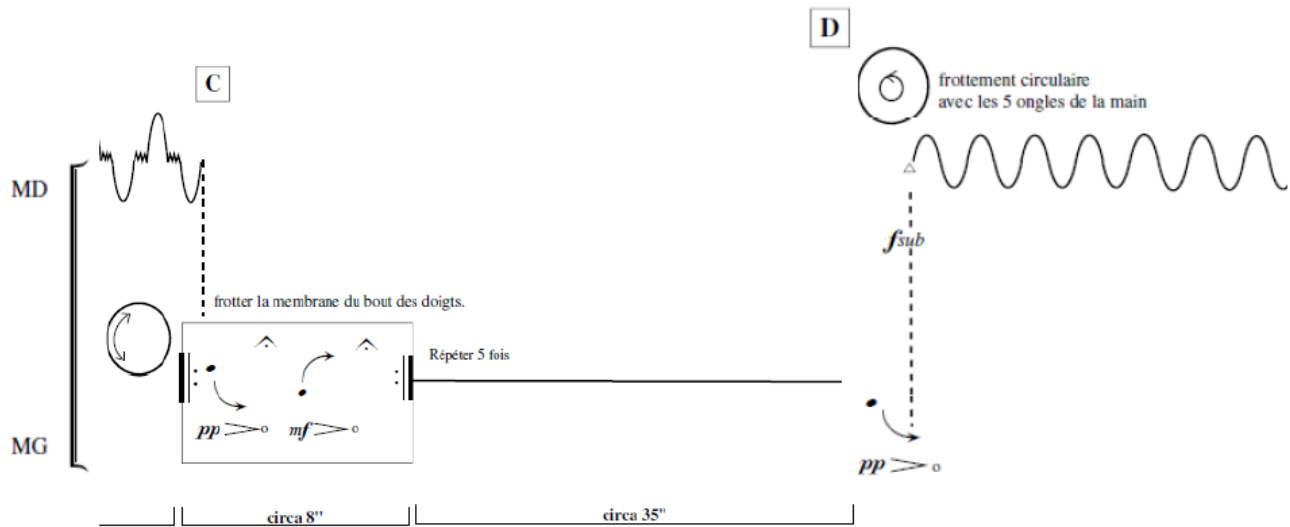 D
C
frottement circulaire
avec les 5 ongles de la main
MD
fsub
frotter la membrane du bout des doigts.
Répéter 5 fois
pp o mf o
MG
pp o
circa 8" circa 35"